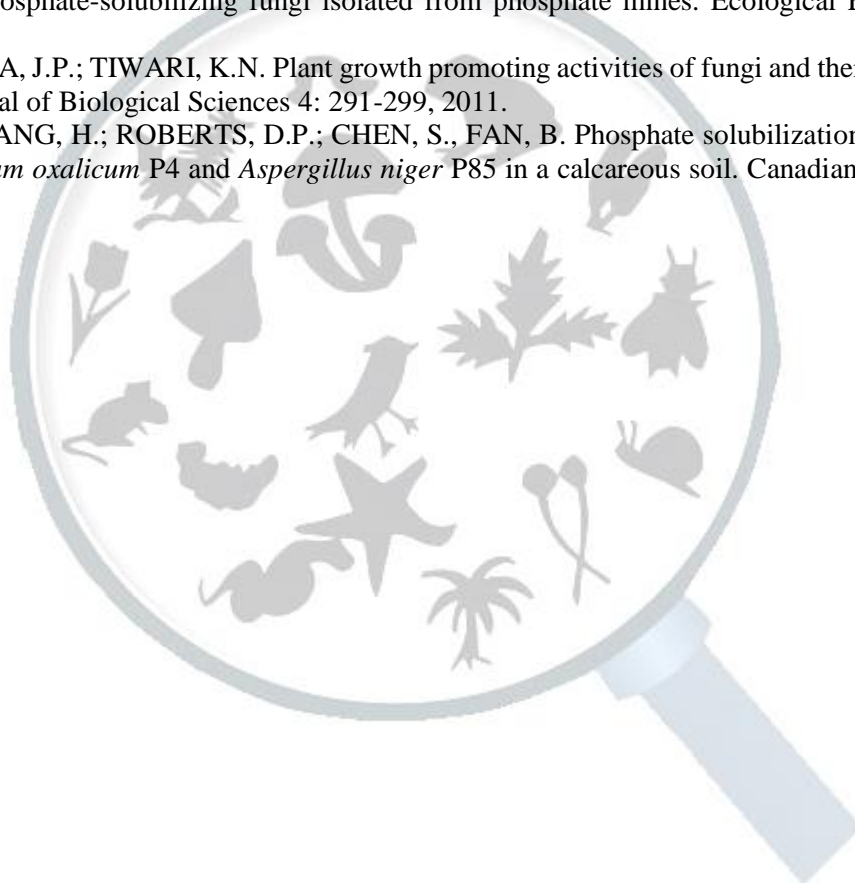 osphate-solubilizing fungi isolated from phosphate mines. Ecological
A, J.P.; TIWARI, K.N. Plant growth promoting activities of fungi and
al of Biological Sciences 4: 291-299, 2011.
ANG, H.; ROBERTS, D.P.; CHEN, S., FAN, B. Phosphate solubilization
um oxalicum P4 and Aspergillus niger P85 in a calcareous soil. Canadian